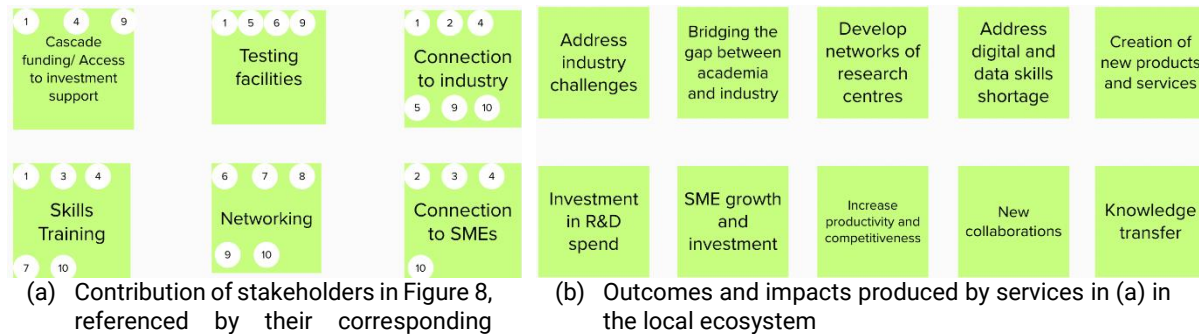 1 4 9
Cascade
funding/ Access
to investment
support
1 5 6 9
Testing
facilities
1 2 4
Connection
to industry
5 9 10
1 3 4
Skills
Training
7 10
6 7 8
Networking
9 10
2 3 4
Connection
to SMEs
10
(a) Contribution of stakeholders in Figure 8,
referenced by their corresponding
Address
industry
challenges
Bridging the
gap between
academia
and industry
Develop
networks of
research
centres
Address
digital and
data skills
shortage
Creation of
new products
and services
Investment
in R&D
spend
SME growth
and
investment
Increase
productivity and
competitiveness
New
collaborations
Knowledge
transfer
(b) Outcomes and impacts produced by services in (a) in
the local ecosystem